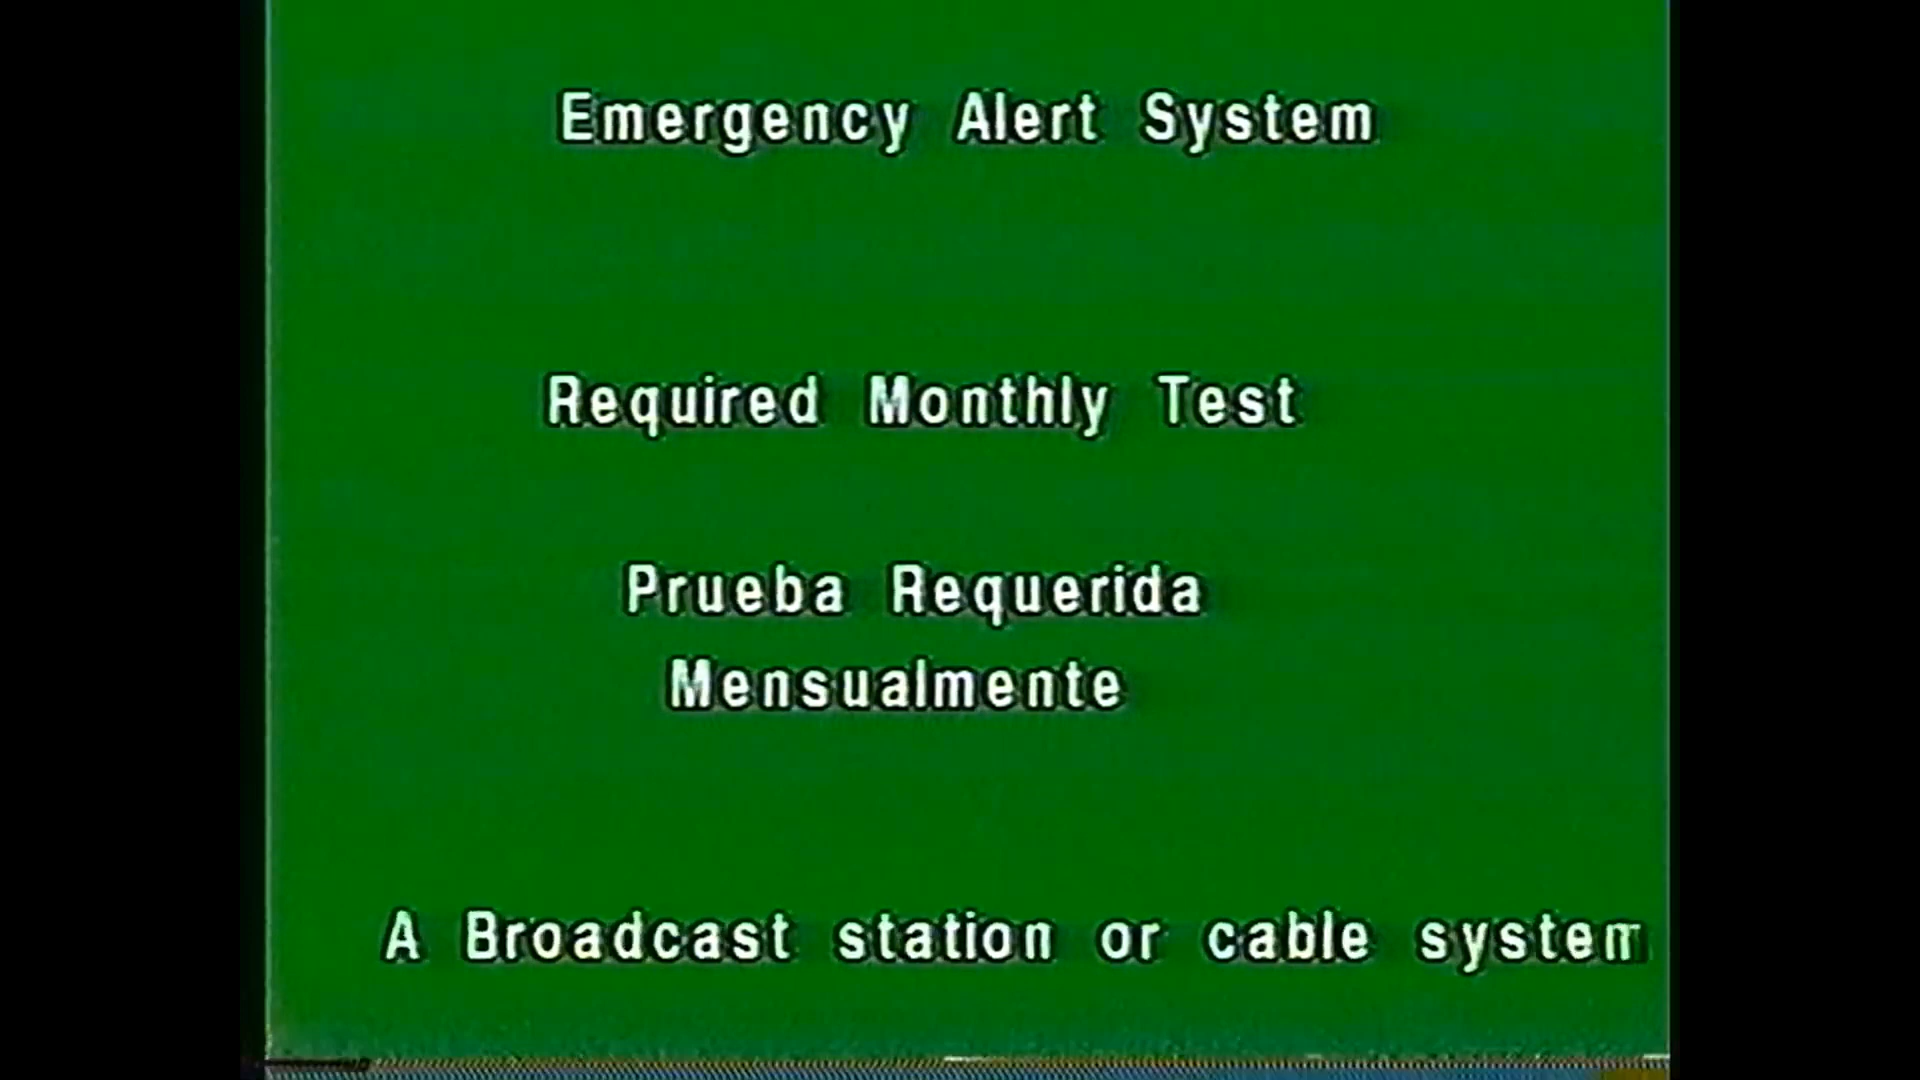 Emergency Alert System
Required Monthly Test
Prueba Requerida
Mensualmente
A Broadcast station or cable system